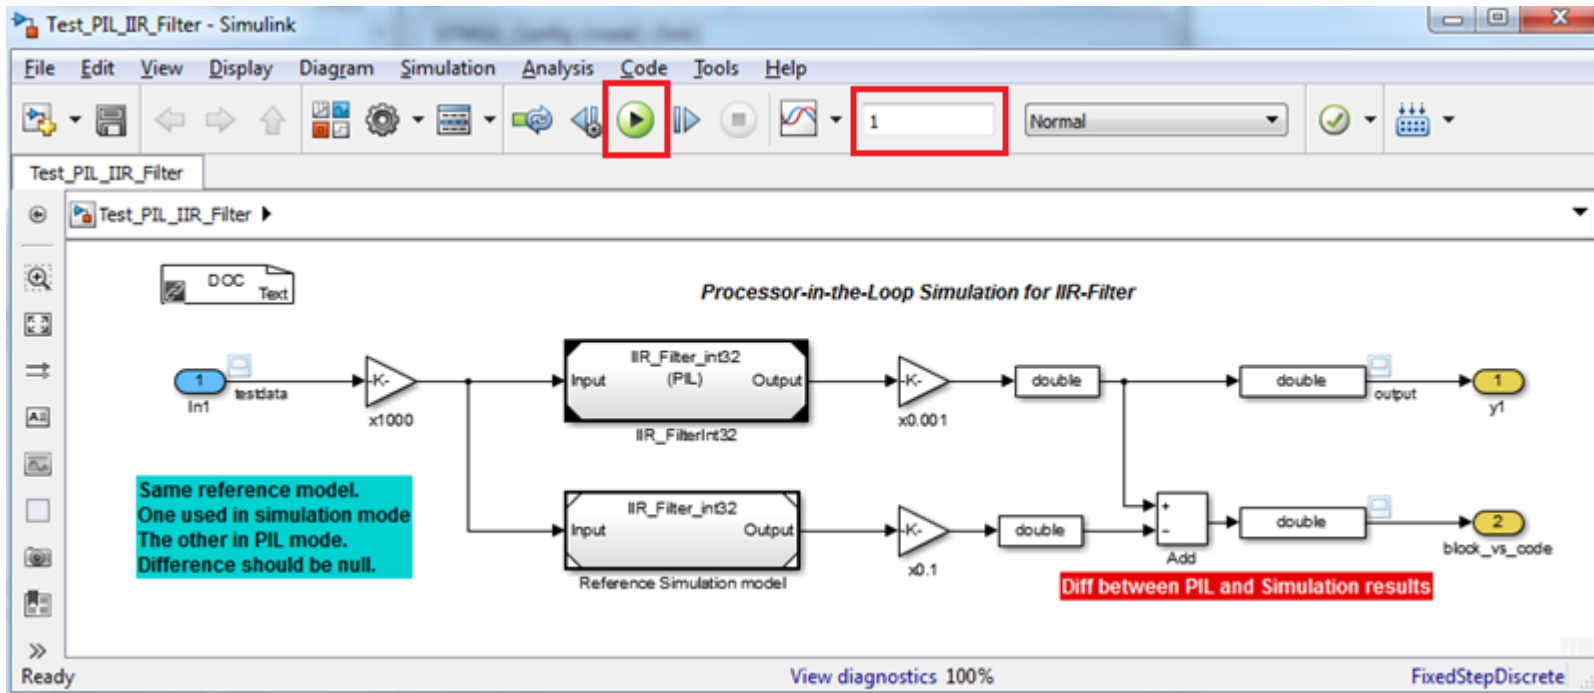 Test_PIL_IIR_Filter - Simulink
File Edit View Display Diagram Simulation Analysis Code Tools Help
1 Normal
Test_PIL_IIR_Filter
Test_PIL_IIR_Filter
DOC
Text
Processor-in-the-Loop Simulation for IIR-Filter
1
In1
testdata
-K-
x1000
IIR_Filter_int32
(PIL)
Input Output
IIR_FilterInt32
-K-
x0.001
double
double
output
1
y1
Same reference model.
One used in simulation mode
The other in PIL mode.
Difference should be null.
IIR_Filter_int32
Input Output
Reference Simulation model
-K-
x0.1
double
+
−
Add
double
2
block_vs_code
Diff between PIL and Simulation results
Ready View diagnostics 100% FixedStepDiscrete